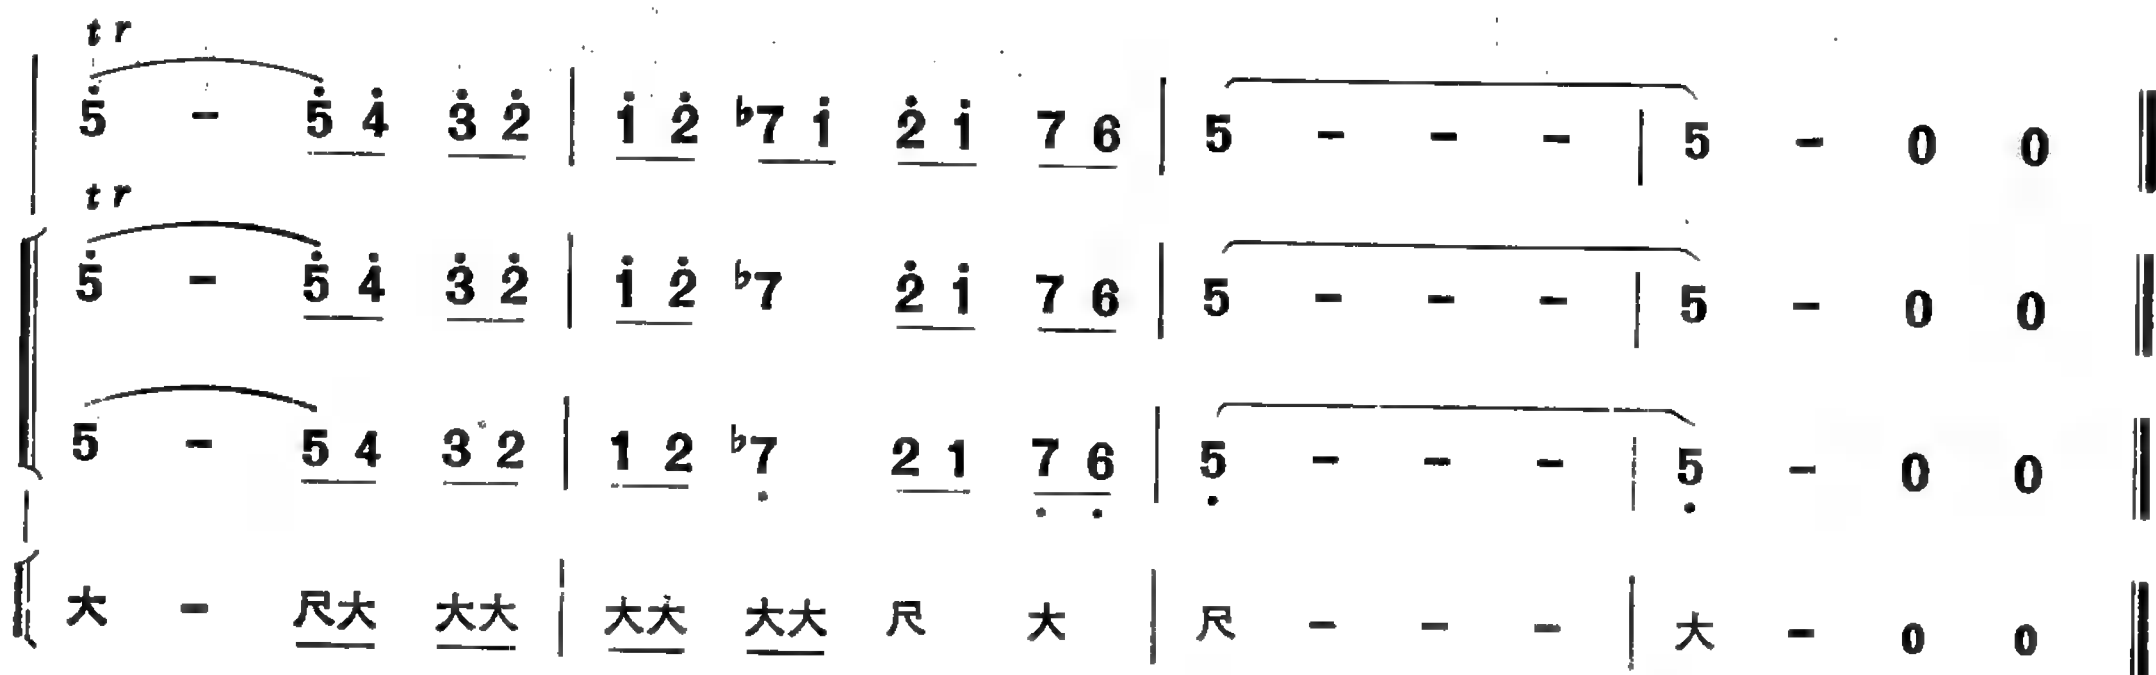 tr
5̇ - 5̇ 4̇ 3̇ 2̇ | 1̇ 2̇ ♭7 1̇ 2̇ 1̇ 7 6 | 5 - - - | 5 - 0 0
tr
5̇ - 5̇ 4̇ 3̇ 2̇ | 1̇ 2̇ ♭7 2̇ 1̇ 7 6 | 5 - - - | 5 - 0 0
5 - 5 4 3 2 | 1 2 ♭7̣ 2 1 7̣ 6̣ | 5̣ - - - | 5̣ - 0 0
大 - 尺大 大大 | 大大 大大 尺 大 | 尺 - - - | 大 - 0 0